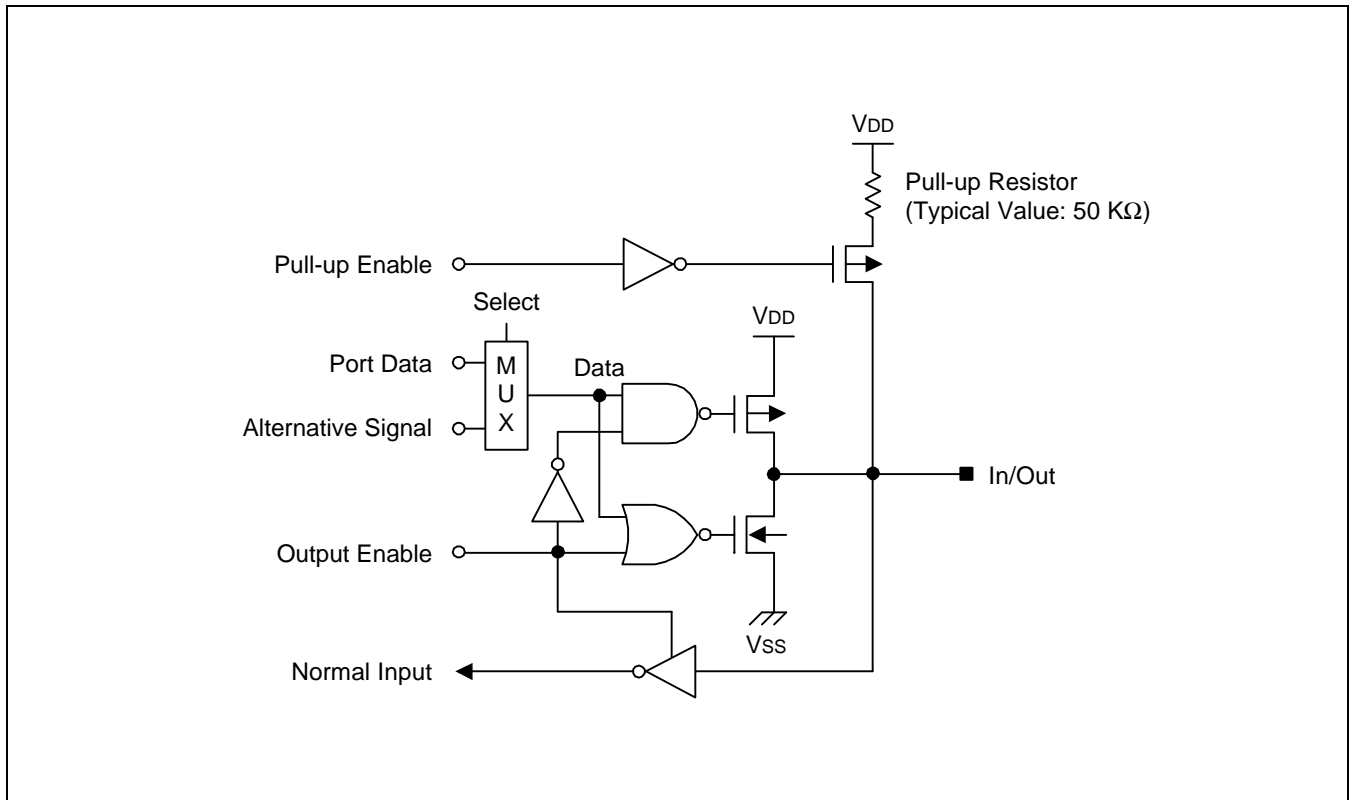 VDD
Pull-up Resistor
(Typical Value: 50 KΩ)
Pull-up Enable
Select
VDD
Port Data
M
U
X
Data
Alternative Signal
In/Out
Output Enable
VSS
Normal Input